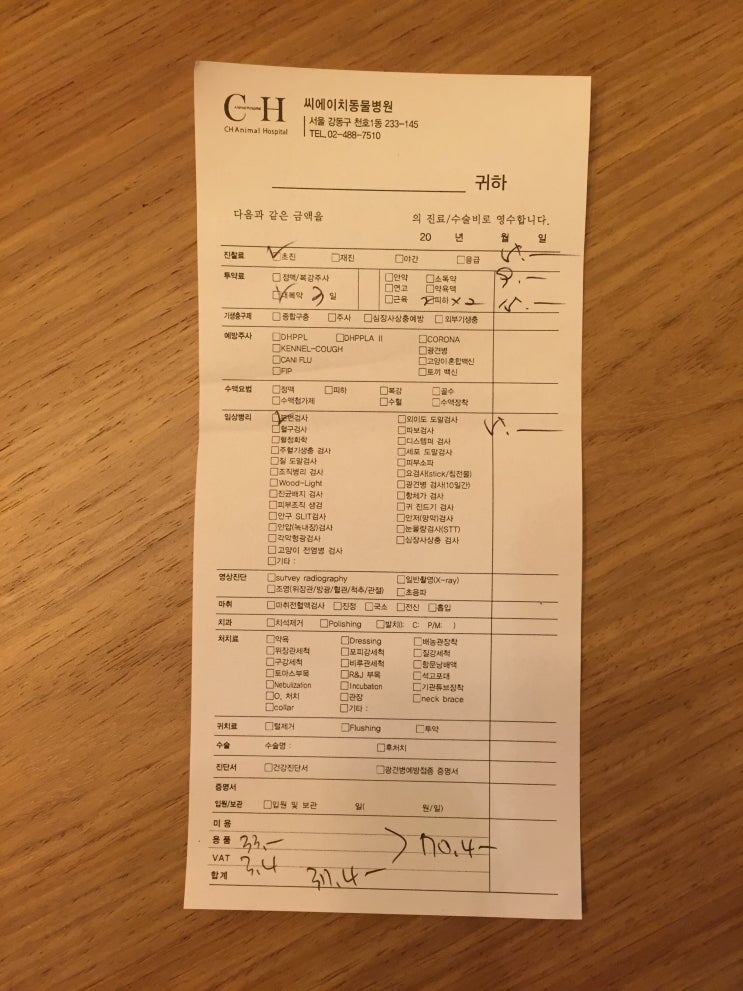 C H 씨에이치동물병원
Animal Hospital
CH Animal Hospital
서울 강동구 천호1동 233-145
TEL.02-488-7510
귀하
다음과 같은 금액을 의 진료/수술비로 영수합니다.
20 년 월 일
진찰료 ☑초진 □재진 □야간 □응급
투약료 □정맥/복강주사 □안약 □소독약
□연고 □약욕액
☑내복약 3 일 □근육 2 피하 x 2
기생충구제 □종합구충 □주사 □심장사상충예방 □외부기생충
예방주사 □DHPPL □DHPPLA II □CORONA
□KENNEL-COUGH □광견병
□CANI FLU □고양이혼합백신
□FIP □토끼 백신
수액요법 □정맥 □피하 □복강 □골수
□수액첨가제 □수혈 □수액장착
임상병리 ☑분변검사 □외이도 도말검사
□혈구검사 □파보검사
□혈청화학 □디스템퍼 검사
□주혈기생충 검사 □세포 도말검사
□질 도말검사 □피부소파
□조직병리 검사 □요검사(stick/침전물)
□Wood-Light □광견병 검사(10일간)
□진균배지 검사 □항체가 검사
□피부조직 생검 □귀 진드기 검사
□안구 SLIT검사 □안저(망막)검사
□안압(녹내장)검사 □눈물량검사(STT)
□각막형광검사 □심장사상충 검사
□고양이 전염병 검사
□기타 :
영상진단 □survey radiography □일반촬영(X-ray)
□조영(위장관/방광/혈관/척추/관절) □초음파
마취 □마취전혈액검사 □진정 □국소 □전신 □흡입
치과 □치석제거 □Polishing □발치(I: C: P/M: )
처치료 □약욕 □Dressing □배농관장착
□위장관세척 □포피강세척 □질강세척
□구강세척 □비루관세척 □항문낭배액
□토마스부목 □R&J 부목 □석고포대
□Nebulization □Incubation □기관튜브장착
□O₂ 처치 □관장 □neck brace
□collar □기타 :
귀치료 □털제거 □Flushing □투약
수술 수술명 : □후처치
진단서 □건강진단서 □광견병예방접종 증명서
증명서
입원/보관 □입원 및 보관 일( 원/일)
미용
용품 33.-
VAT 3.4
합계 37.4-